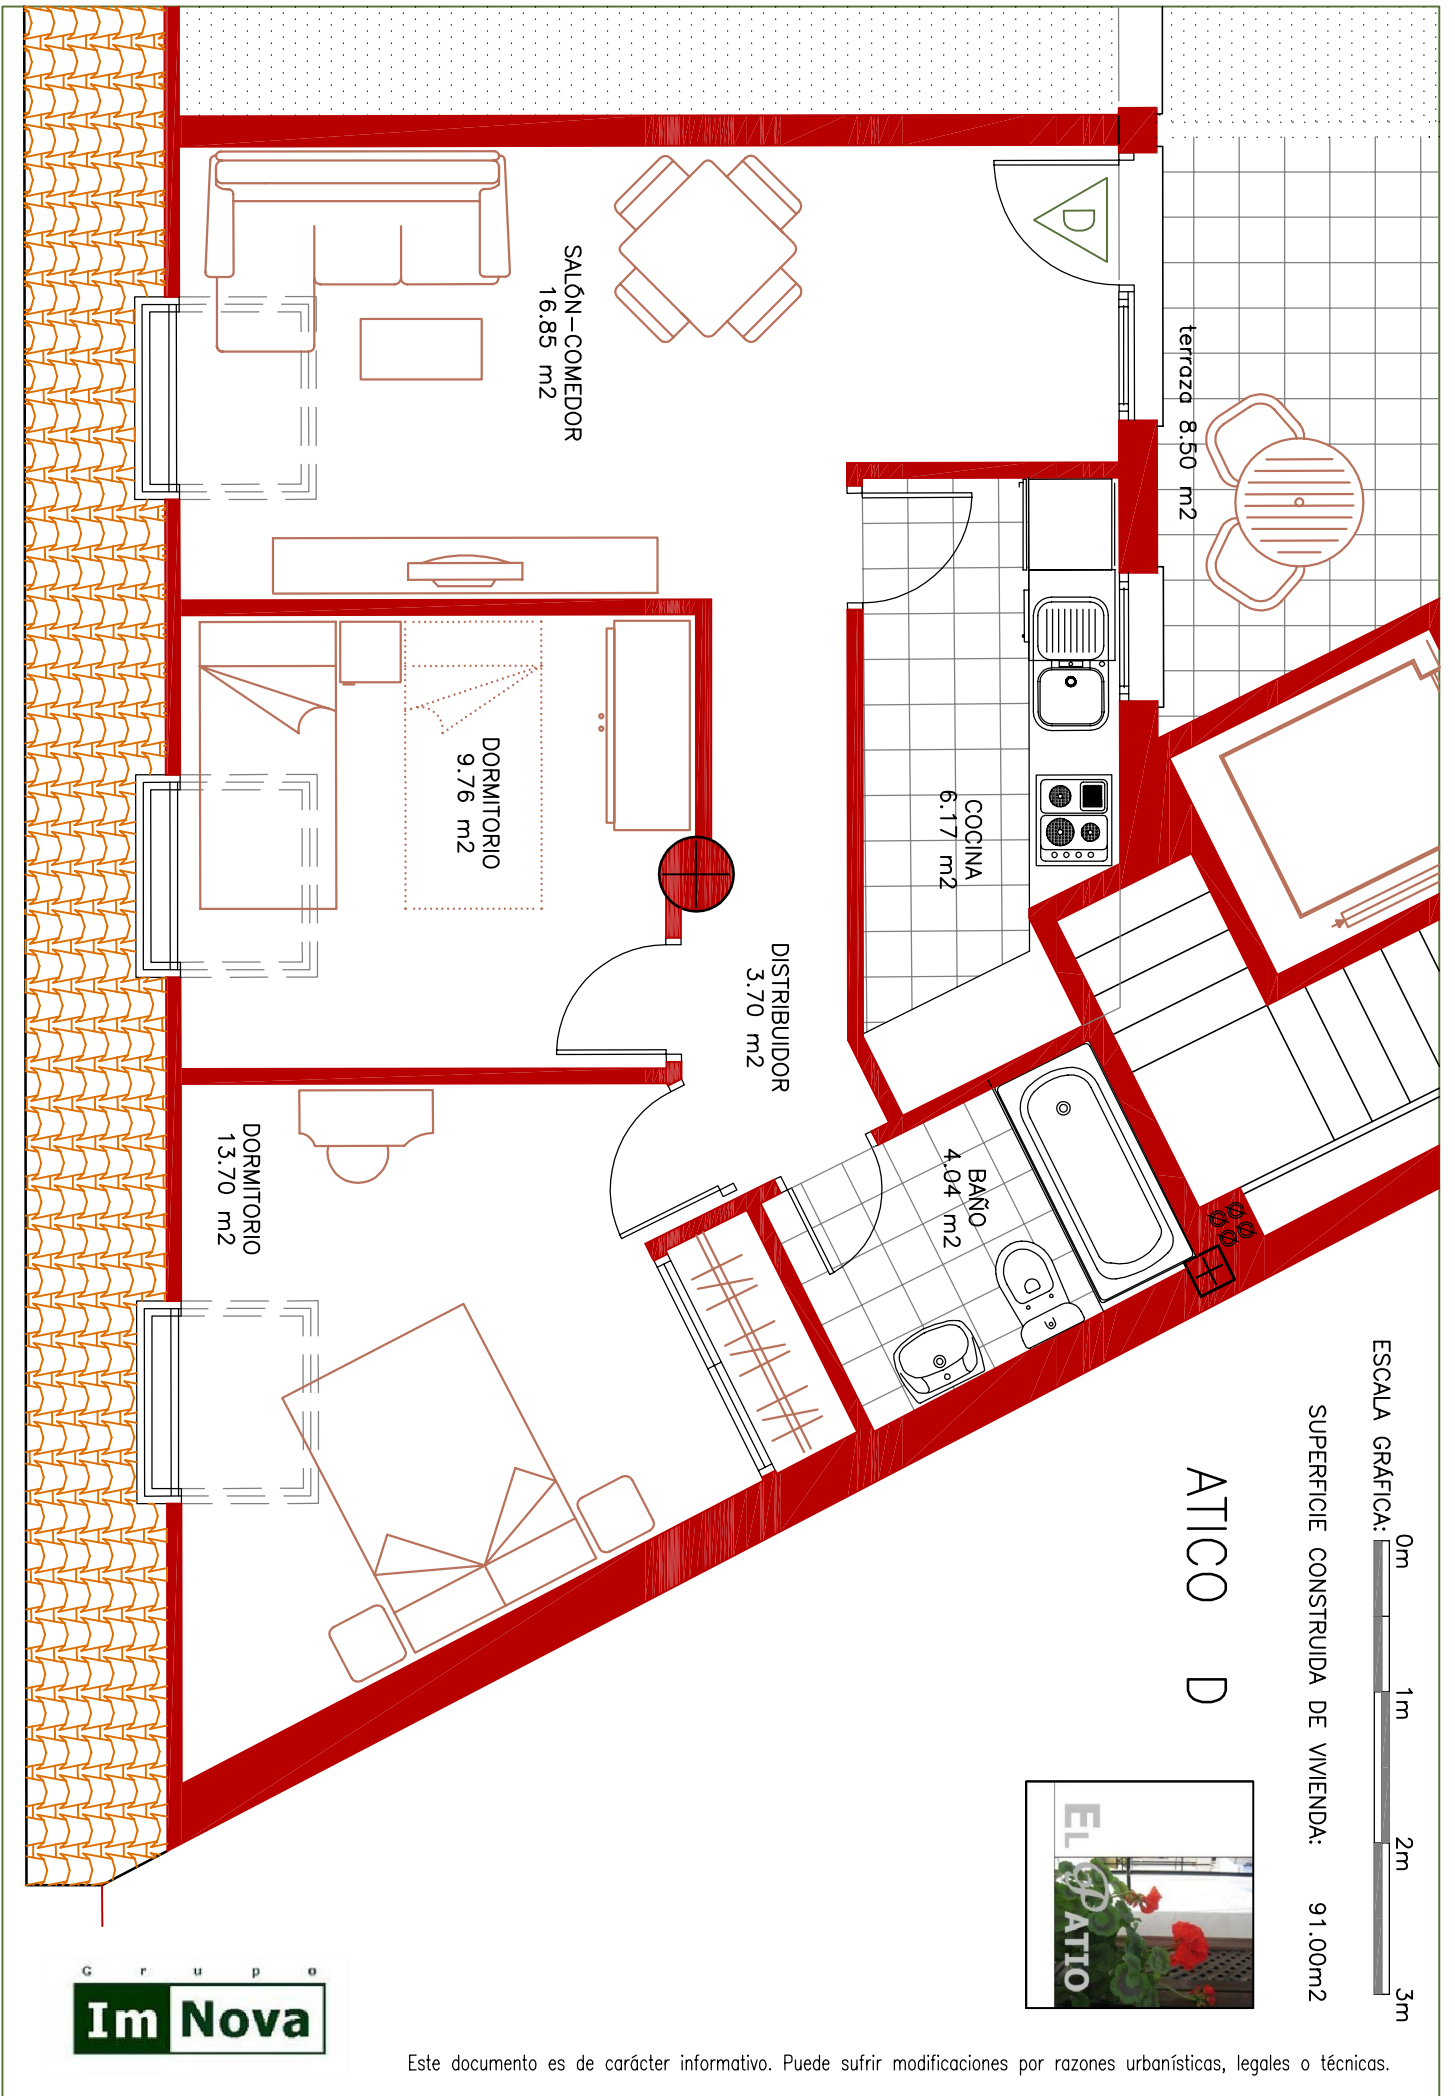 ESCALA GRÁFICA:
0m
1m
2m
3m
SUPERFICIE CONSTRUIDA DE VIVIENDA: 91.00m2
ATICO D
terraza 8.50 m2
D
COCINA
6.17 m2
BAÑO
4.04 m2
DISTRIBUIDOR
3.70 m2
SALÓN-COMEDOR
16.85 m2
DORMITORIO
9.76 m2
DORMITORIO
13.70 m2
EL PATIO
Grupo
ImNova
Este documento es de carácter informativo. Puede sufrir modificaciones por razones urbanísticas, legales o técnicas.